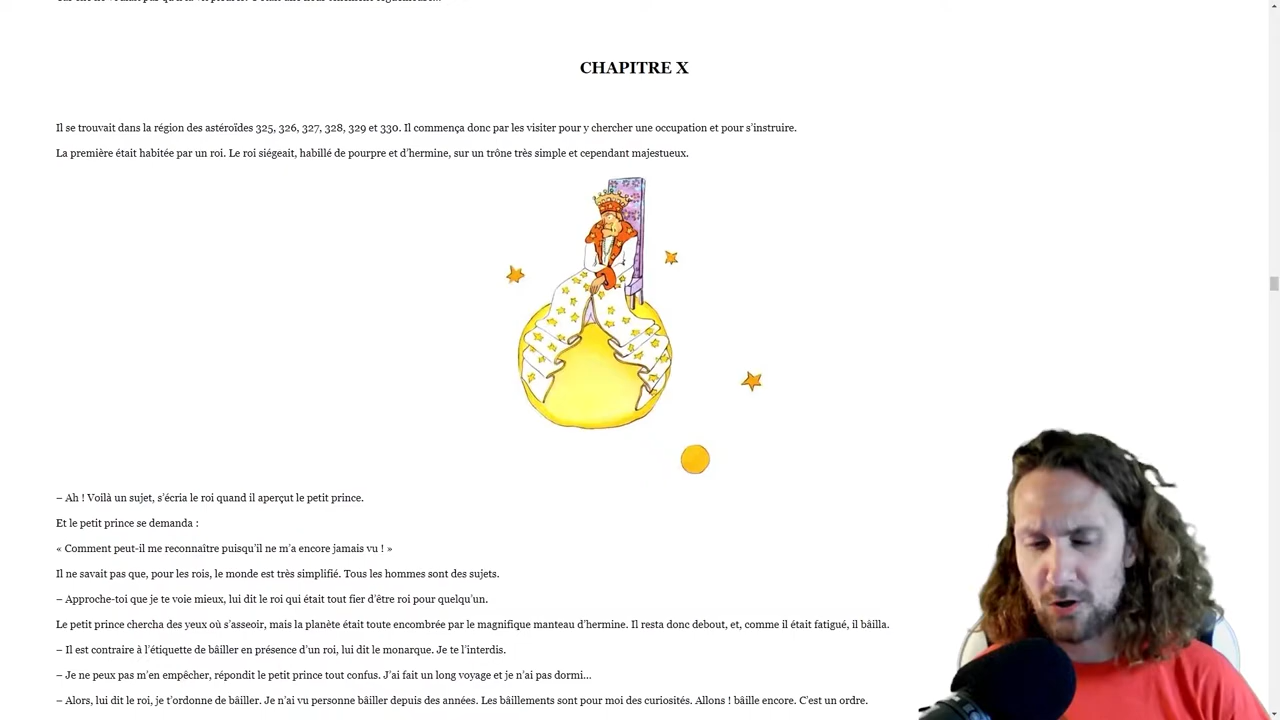 CHAPITRE X
Il se trouvait dans la région des astéroïdes 325, 326, 327, 328, 329 et 330. Il commença donc par les visiter pour y chercher une occupation et pour s’instruire.
La première était habitée par un roi. Le roi siégeait, habillé de pourpre et d’hermine, sur un trône très simple et cependant majestueux.
– Ah ! Voilà un sujet, s’écria le roi quand il aperçut le petit prince.
Et le petit prince se demanda :
« Comment peut-il me reconnaître puisqu’il ne m’a encore jamais vu ! »
Il ne savait pas que, pour les rois, le monde est très simplifié. Tous les hommes sont des sujets.
– Approche-toi que je te voie mieux, lui dit le roi qui était tout fier d’être roi pour quelqu’un.
Le petit prince chercha des yeux où s’asseoir, mais la planète était toute encombrée par le magnifique manteau d’hermine. Il resta donc debout, et, comme il était fatigué, il bâilla.
– Il est contraire à l’étiquette de bâiller en présence d’un roi, lui dit le monarque. Je te l’interdis.
– Je ne peux pas m’en empêcher, répondit le petit prince tout confus. J’ai fait un long voyage et je n’ai pas dormi…
– Alors, lui dit le roi, je t’ordonne de bâiller. Je n’ai vu personne bâiller depuis des années. Les bâillements sont pour moi des curiosités. Allons ! bâille encore. C’est un ordre.